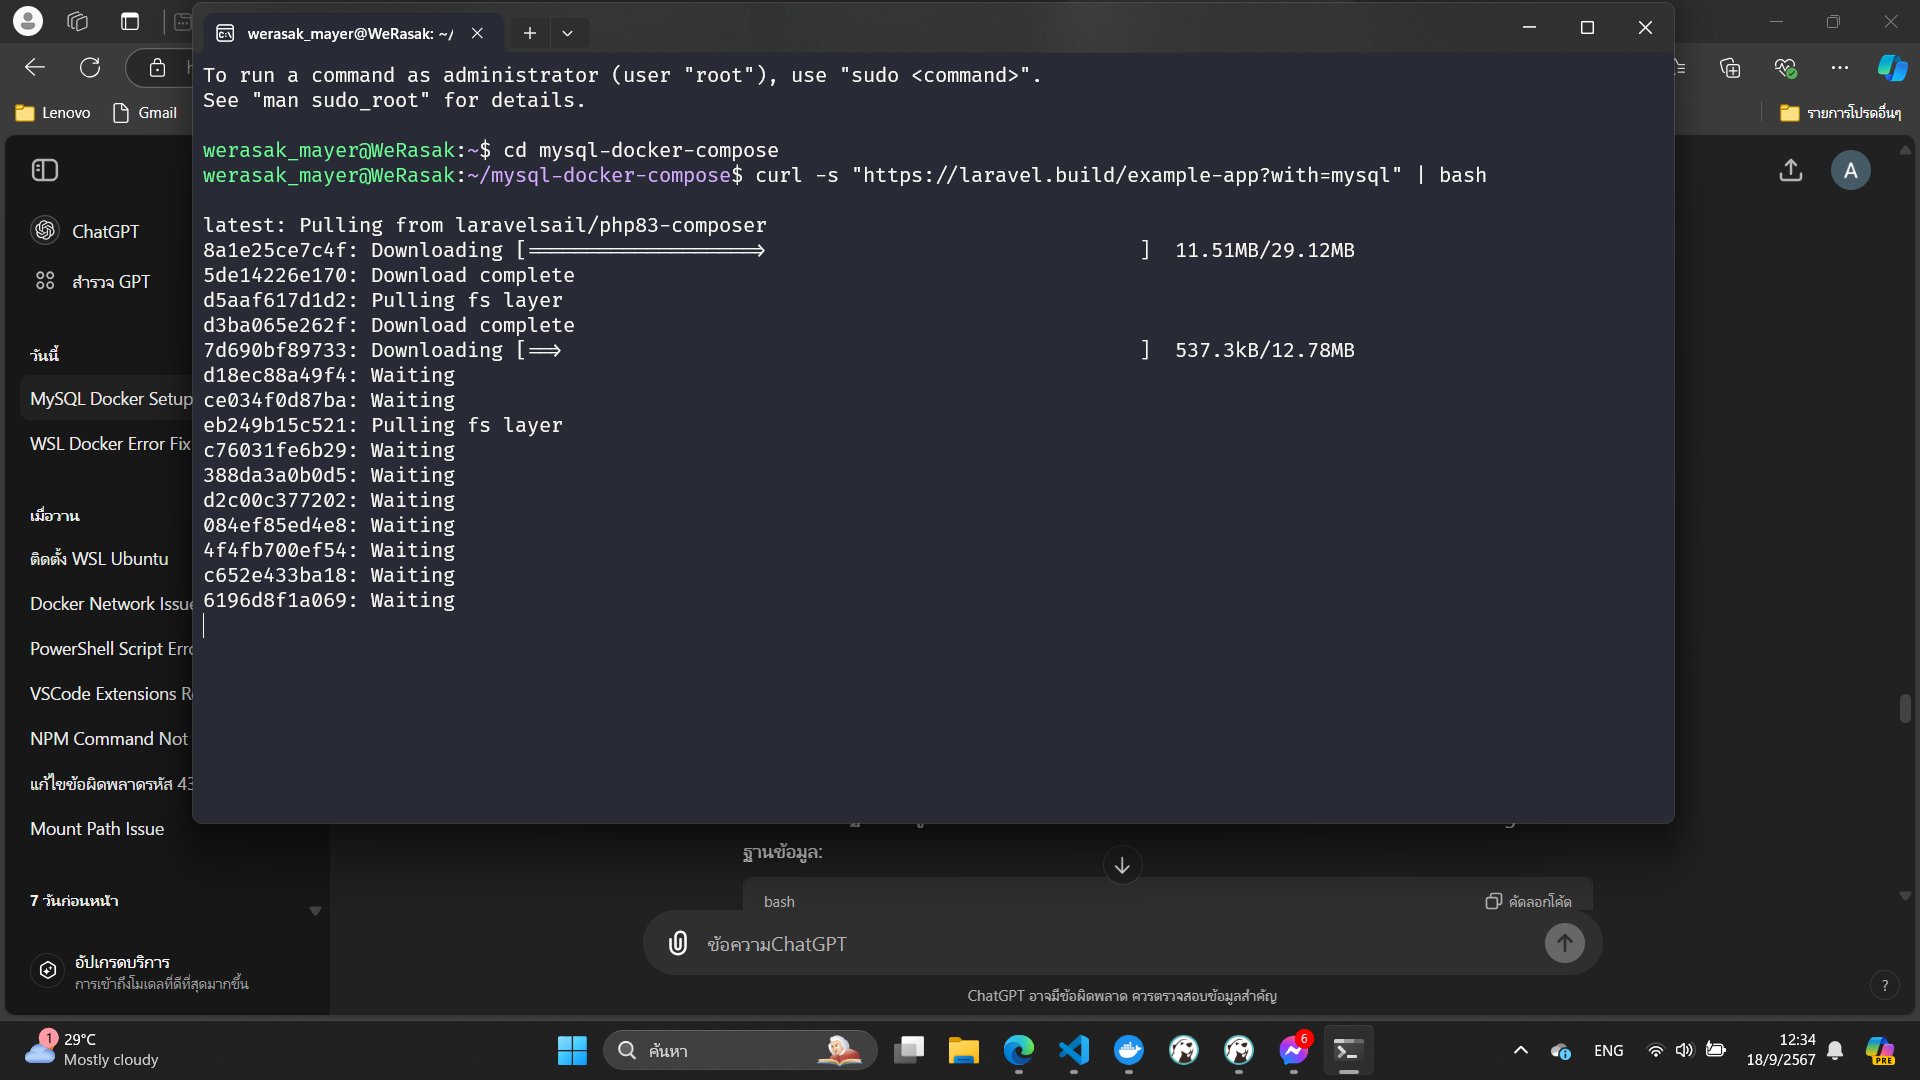 werasak_mayer@WeRasak: ~/
To run a command as administrator (user "root"), use "sudo <command>".
See "man sudo_root" for details.
werasak_mayer@WeRasak:~$ cd mysql-docker-compose
werasak_mayer@WeRasak:~/mysql-docker-compose$ curl -s "https://laravel.build/example-app?with=mysql" | bash
latest: Pulling from laravelsail/php83-composer
8a1e25ce7c4f: Downloading [==================>                                ]  11.51MB/29.12MB
5de14226e170: Download complete
d5aaf617d1d2: Pulling fs layer
d3ba065e262f: Download complete
7d690bf89733: Downloading [==>                                                ]  537.3kB/12.78MB
d18ec88a49f4: Waiting
ce034f0d87ba: Waiting
eb249b15c521: Pulling fs layer
c76031fe6b29: Waiting
388da3a0b0d5: Waiting
d2c00c377202: Waiting
084ef85ed4e8: Waiting
4f4fb700ef54: Waiting
c652e433ba18: Waiting
6196d8f1a069: Waiting
Lenovo
Gmail
รายการโปรดอื่นๆ
A
ChatGPT
สำรวจ GPT
วันนี้
MySQL Docker Setup
WSL Docker Error Fix
เมื่อวาน
ติดตั้ง WSL Ubuntu
Docker Network Issue
PowerShell Script Erro
VSCode Extensions R
NPM Command Not
แก้ไขข้อผิดพลาดรหัส 43
Mount Path Issue
7 วันก่อนหน้า
อัปเกรดบริการ
การเข้าถึงโมเดลที่ดีที่สุดมากขึ้น
ฐานข้อมูล:
bash
คัดลอกโค้ด
ข้อความChatGPT
ChatGPT อาจมีข้อผิดพลาด ควรตรวจสอบข้อมูลสำคัญ
?
1
29°C
Mostly cloudy
ค้นหา
6
ENG
12:34
18/9/2567
PRE